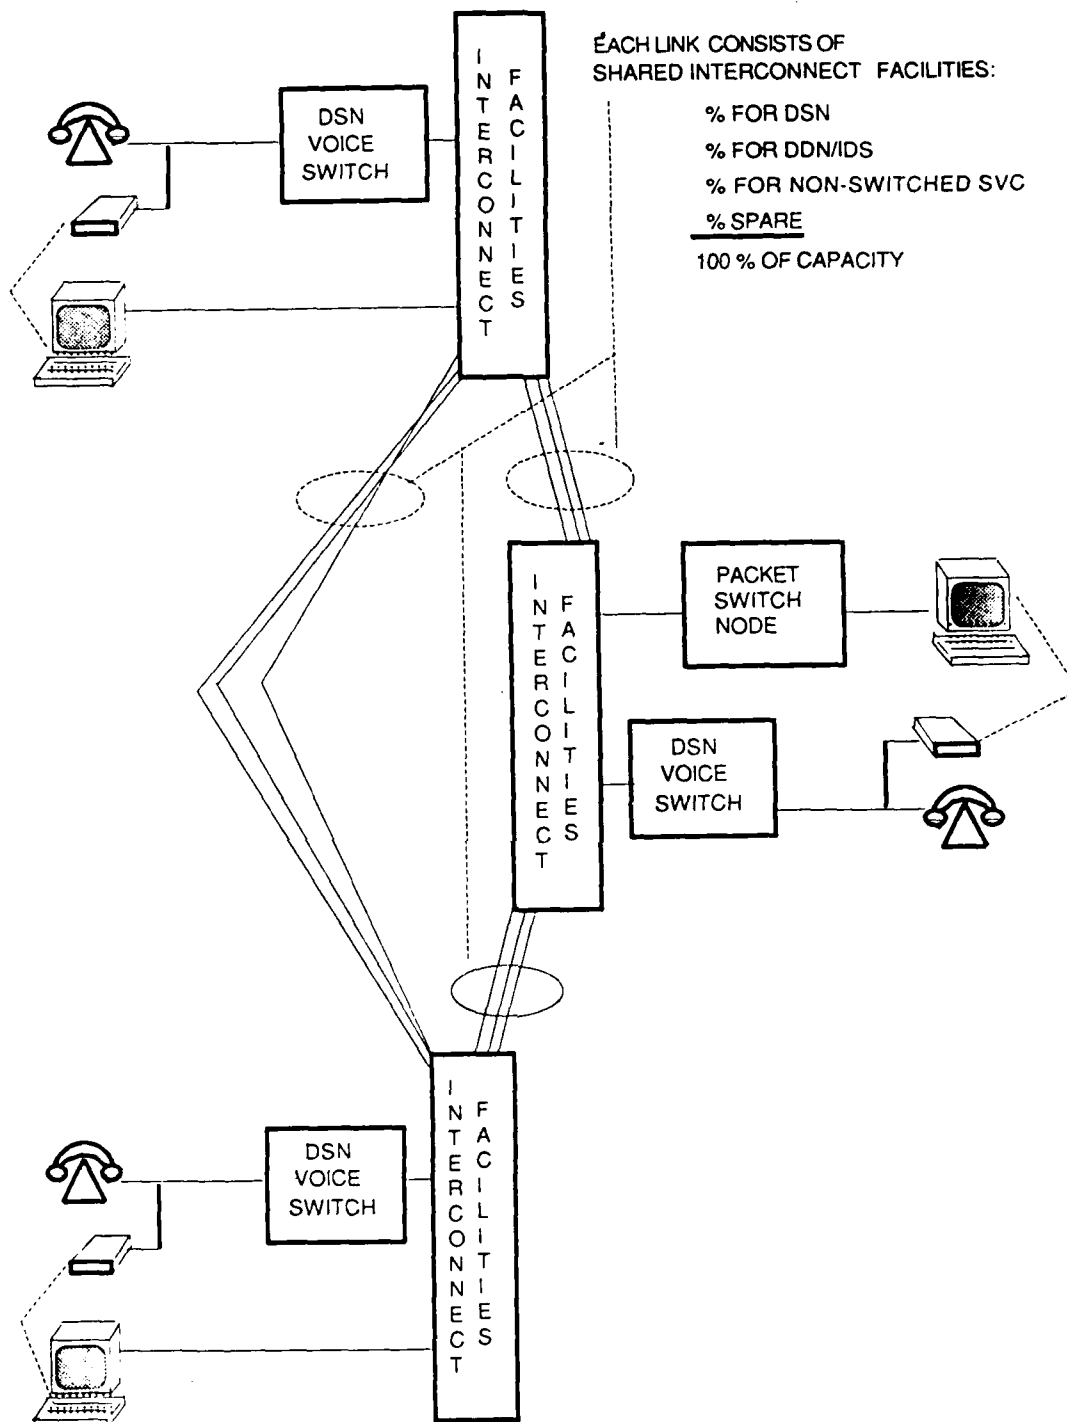 EACH LINK CONSISTS OF
SHARED INTERCONNECT FACILITIES:
% FOR DSN
% FOR DDN/IDS
% FOR NON-SWITCHED SVC
% SPARE
100 % OF CAPACITY
DSN
VOICE
SWITCH
INTERCONNECT
FACILITIES
INTERCONNECT
FACILITIES
PACKET
SWITCH
NODE
DSN
VOICE
SWITCH
DSN
VOICE
SWITCH
INTERCONNECT
FACILITIES